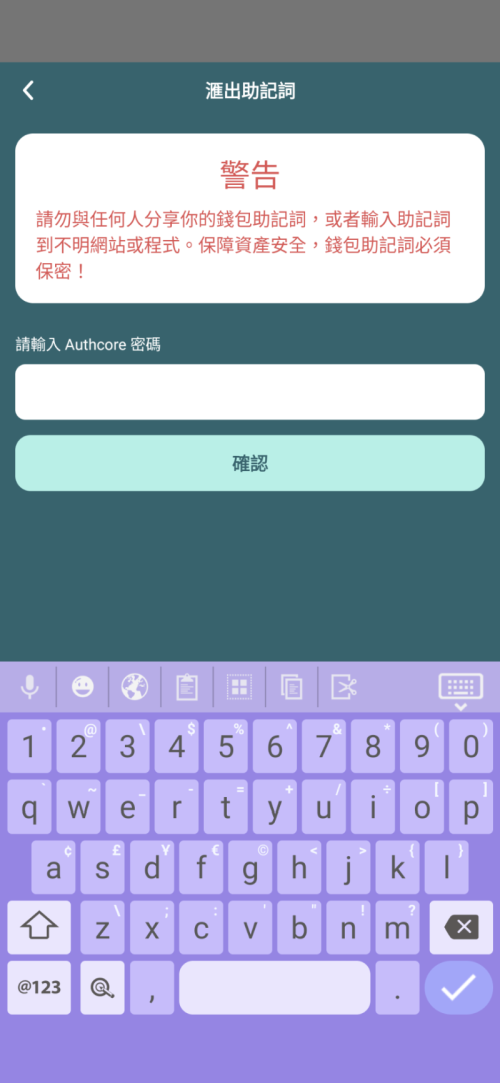 滙出助記詞
警告
請勿與任何人分享你的錢包助記詞，或者輸入助記詞
到不明網站或程式。保障資產安全，錢包助記詞必須
保密！
請輸入 Authcore 密碼
確認
1 • 2 @ 3 \ 4 $ 5 % 6 ^ 7 & 8 * 9 ( 0 )
q ` w ~ e _ r - t = y + u / i ÷ o [ p ]
a ¢ s £ d ¥ f € g © h < j > k { l }
z \ x ; c : v ' b " n ! m ?
@123 , .